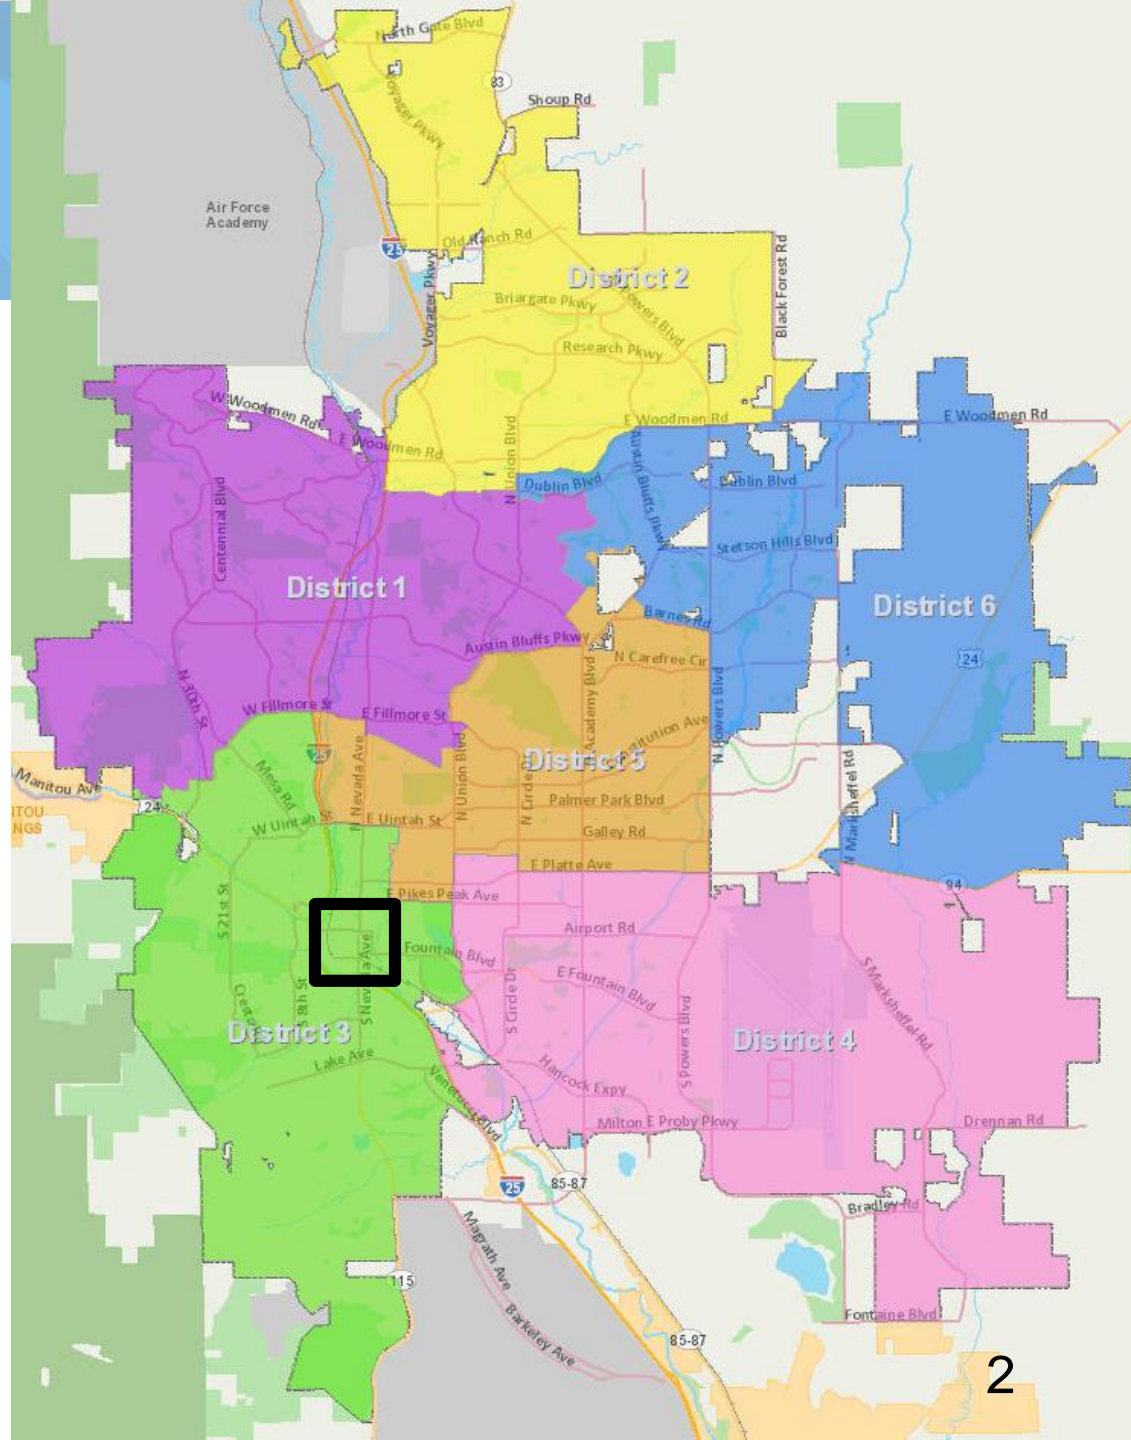 North Gate Blvd
Voyager Pkwy
83
Shoup Rd
Air Force
Academy
25
Old Ranch Rd
Voyager Pkwy
District 2
Briargate Pkwy
N Powers Blvd
Black Forest Rd
Research Pkwy
W Woodmen Rd
E Woodmen Rd
E Woodmen Rd
E Woodmen Rd
N Union Blvd
Austin Bluffs Pkwy
Dublin Blvd
Dublin Blvd
Centennial Blvd
Stetson Hills Blvd
District 1
District 6
Barnes Rd
Austin Bluffs Pkwy
N Carefree Cir
24
N 30th St
W Fillmore St
E Fillmore St
N Academy Blvd
Constitution Ave
N Powers Blvd
25
N Nevada Ave
N Union Blvd
N Circle Dr
District 5
Mesa Rd
Manitou Ave
24
ITOU
NGS
Palmer Park Blvd
N Marksheffel Rd
W Uintah St
E Uintah St
Galley Rd
E Platte Ave
94
S 21st St
E Pikes Peak Ave
Airport Rd
S Nevada Ave
Fountain Blvd
E Fountain Blvd
S Marksheffel Rd
S 8th St
S Circle Dr
S Powers Blvd
District 3
District 4
Lake Ave
Venetucci Blvd
Hancock Expy
Milton E Proby Pkwy
Drennan Rd
25
85-87
Bradley Rd
Magrath Ave
115
Barkeley Ave
Fontaine Blvd
85-87
2